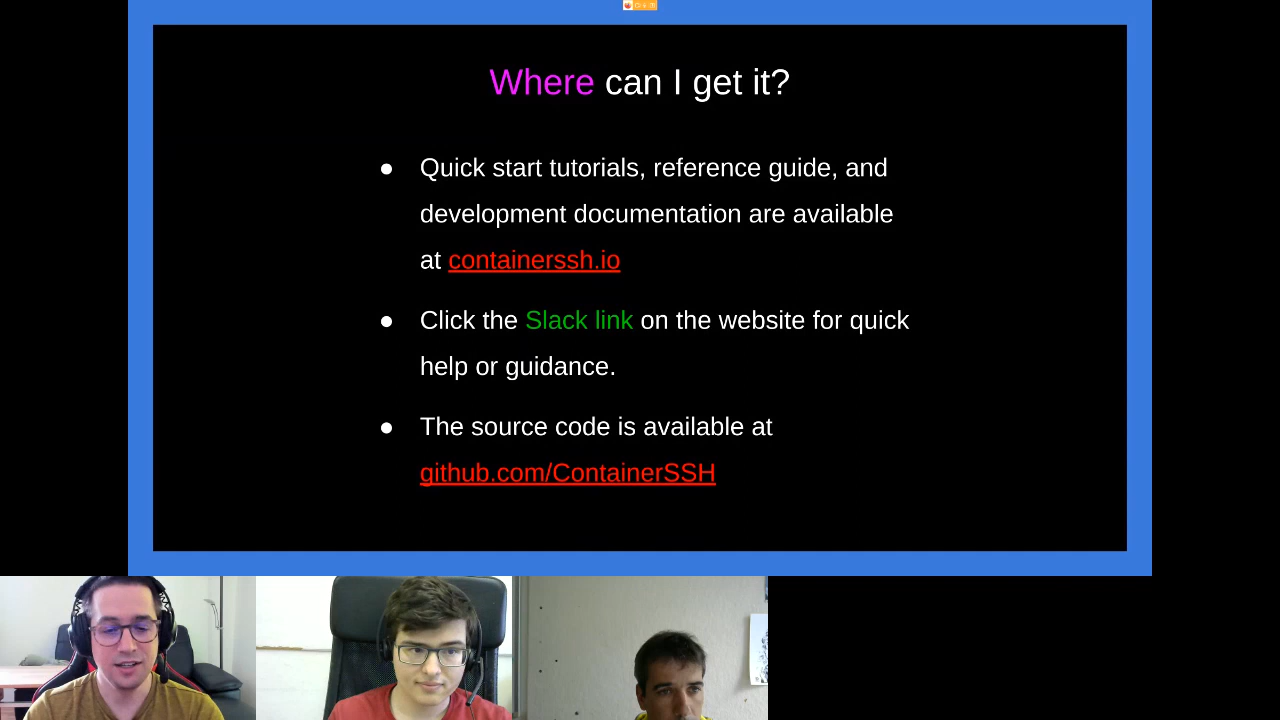 Where can I get it?
● Quick start tutorials, reference guide, and
development documentation are available
at containerssh.io
● Click the Slack link on the website for quick
help or guidance.
● The source code is available at
github.com/ContainerSSH